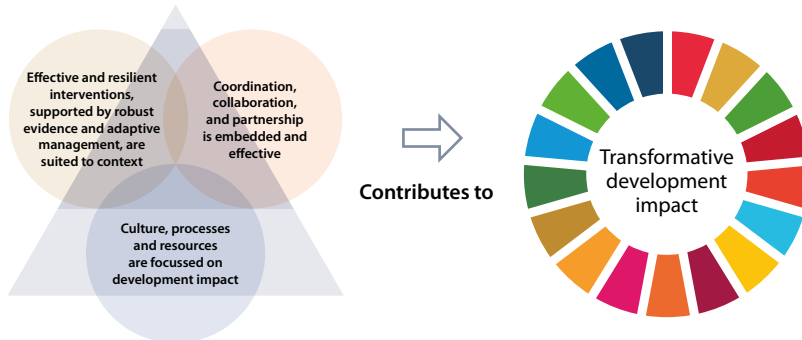 Effective and resilient
interventions,
supported by robust
evidence and adaptive
management, are
suited to context
Coordination,
collaboration,
and partnership
is embedded and
effective
Culture, processes
and resources
are focussed on
development impact
Contributes to
Transformative
development
impact